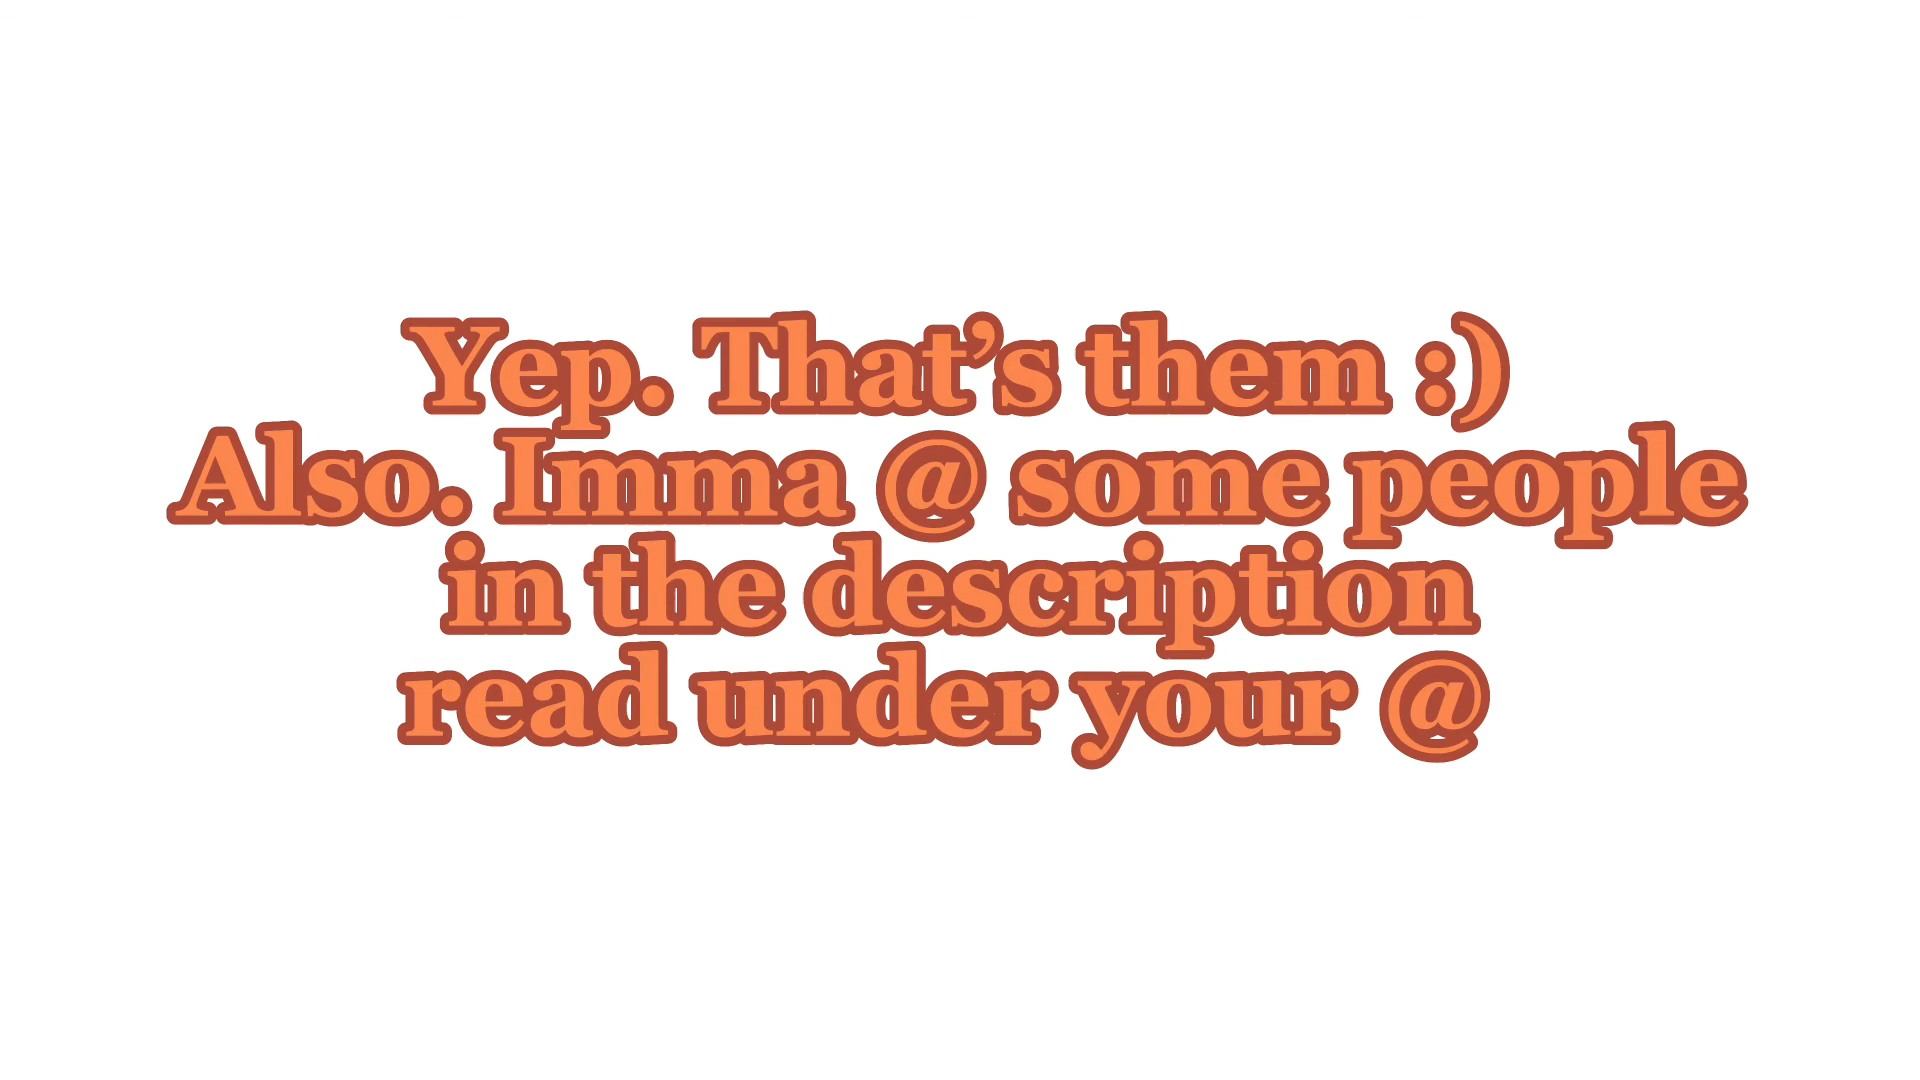 Yep. That’s them :)
Also. Imma @ some people
in the description
read under your @